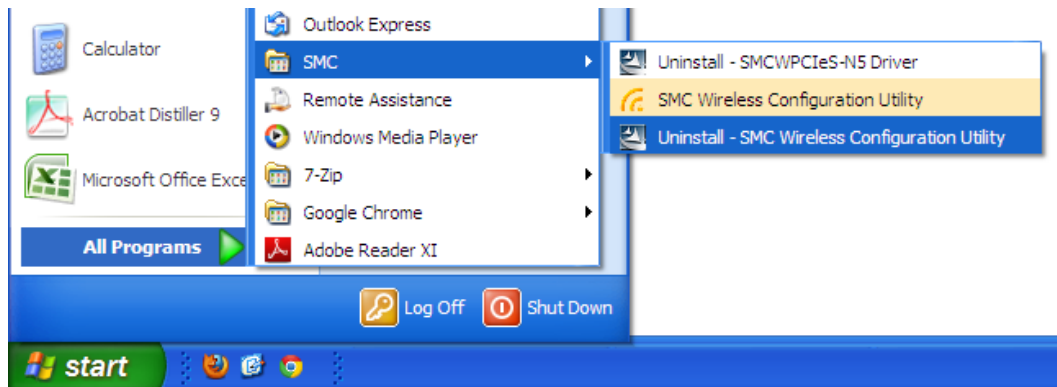 Calculator
Acrobat Distiller 9
Microsoft Office Exce
All Programs
Outlook Express
SMC
Remote Assistance
Windows Media Player
7-Zip
Google Chrome
Adobe Reader XI
Uninstall - SMCWPCIeS-N5 Driver
SMC Wireless Configuration Utility
Uninstall - SMC Wireless Configuration Utility
Log Off
Shut Down
start